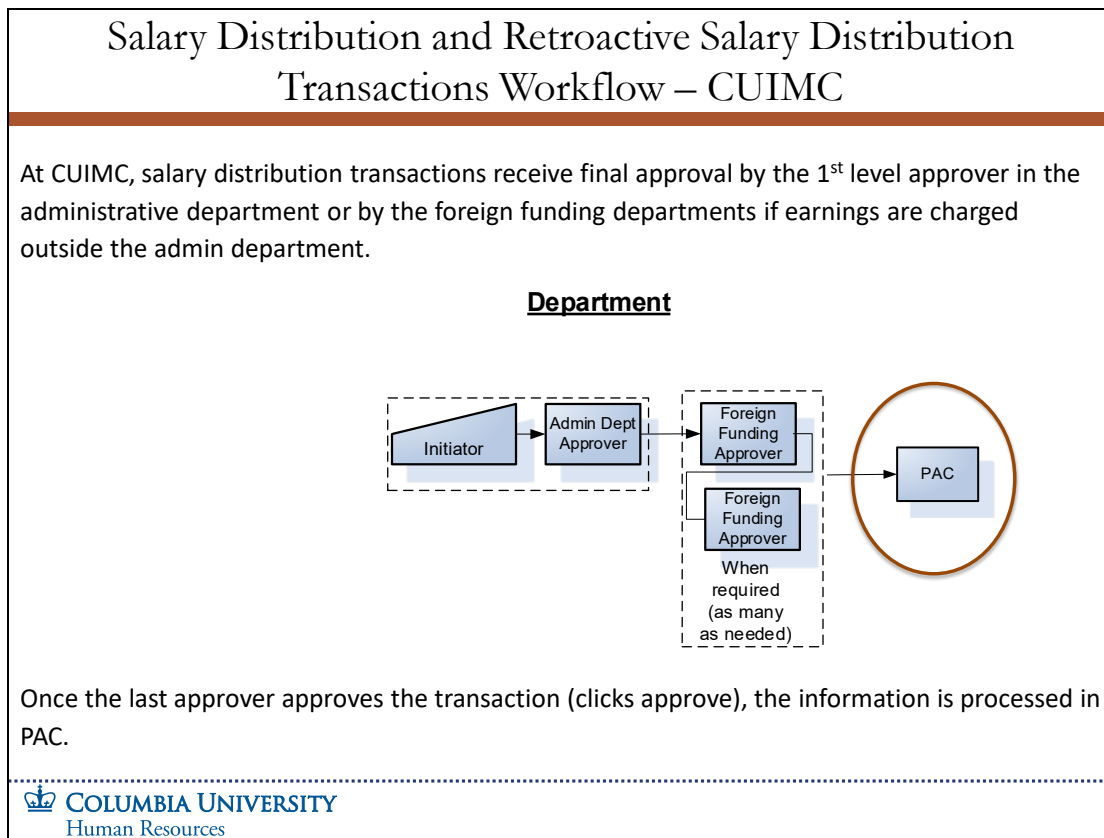 Salary Distribution and Retroactive Salary Distribution
Transactions Workflow – CUIMC
At CUIMC, salary distribution transactions receive final approval by the 1st level approver in the
administrative department or by the foreign funding departments if earnings are charged
outside the admin department.
Department
Initiator
Admin Dept
Approver
Foreign
Funding
Approver
Foreign
Funding
Approver
When
required
(as many
as needed)
PAC
Once the last approver approves the transaction (clicks approve), the information is processed in
PAC.
COLUMBIA UNIVERSITY
Human Resources